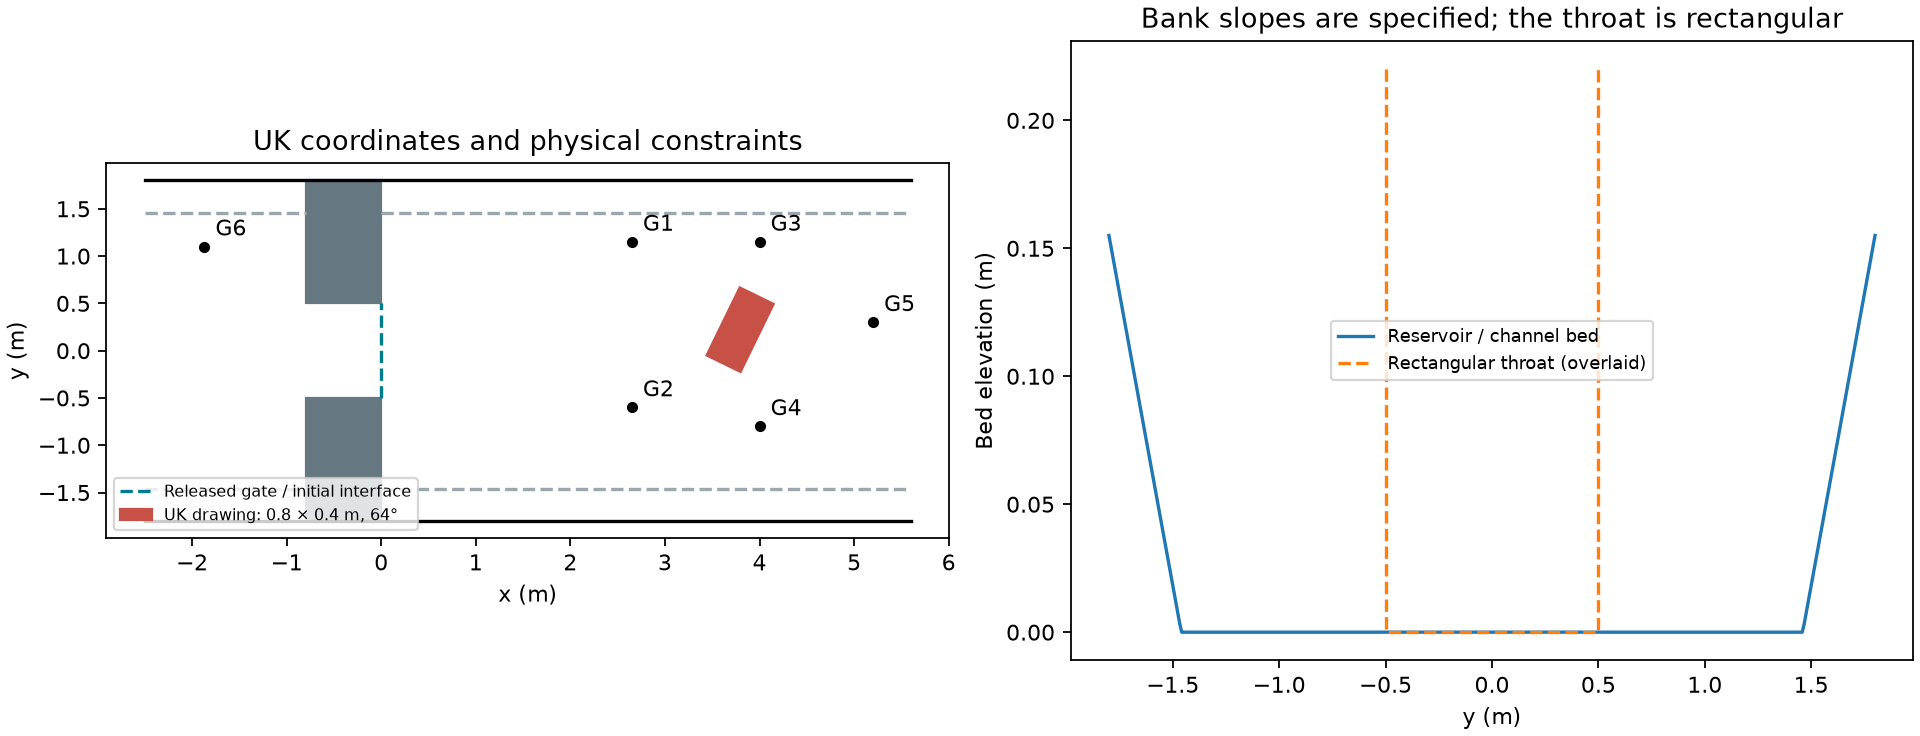 UK coordinates and physical constraints
y (m)
1.5
1.0
0.5
0.0
−0.5
−1.0
−1.5
G6
G1
G3
G5
G2
G4
Released gate / initial interface
UK drawing: 0.8 × 0.4 m, 64°
−2
−1
0
1
2
3
4
5
6
x (m)
Bank slopes are specified; the throat is rectangular
Bed elevation (m)
0.20
0.15
0.10
0.05
0.00
Reservoir / channel bed
Rectangular throat (overlaid)
−1.5
−1.0
−0.5
0.0
0.5
1.0
1.5
y (m)